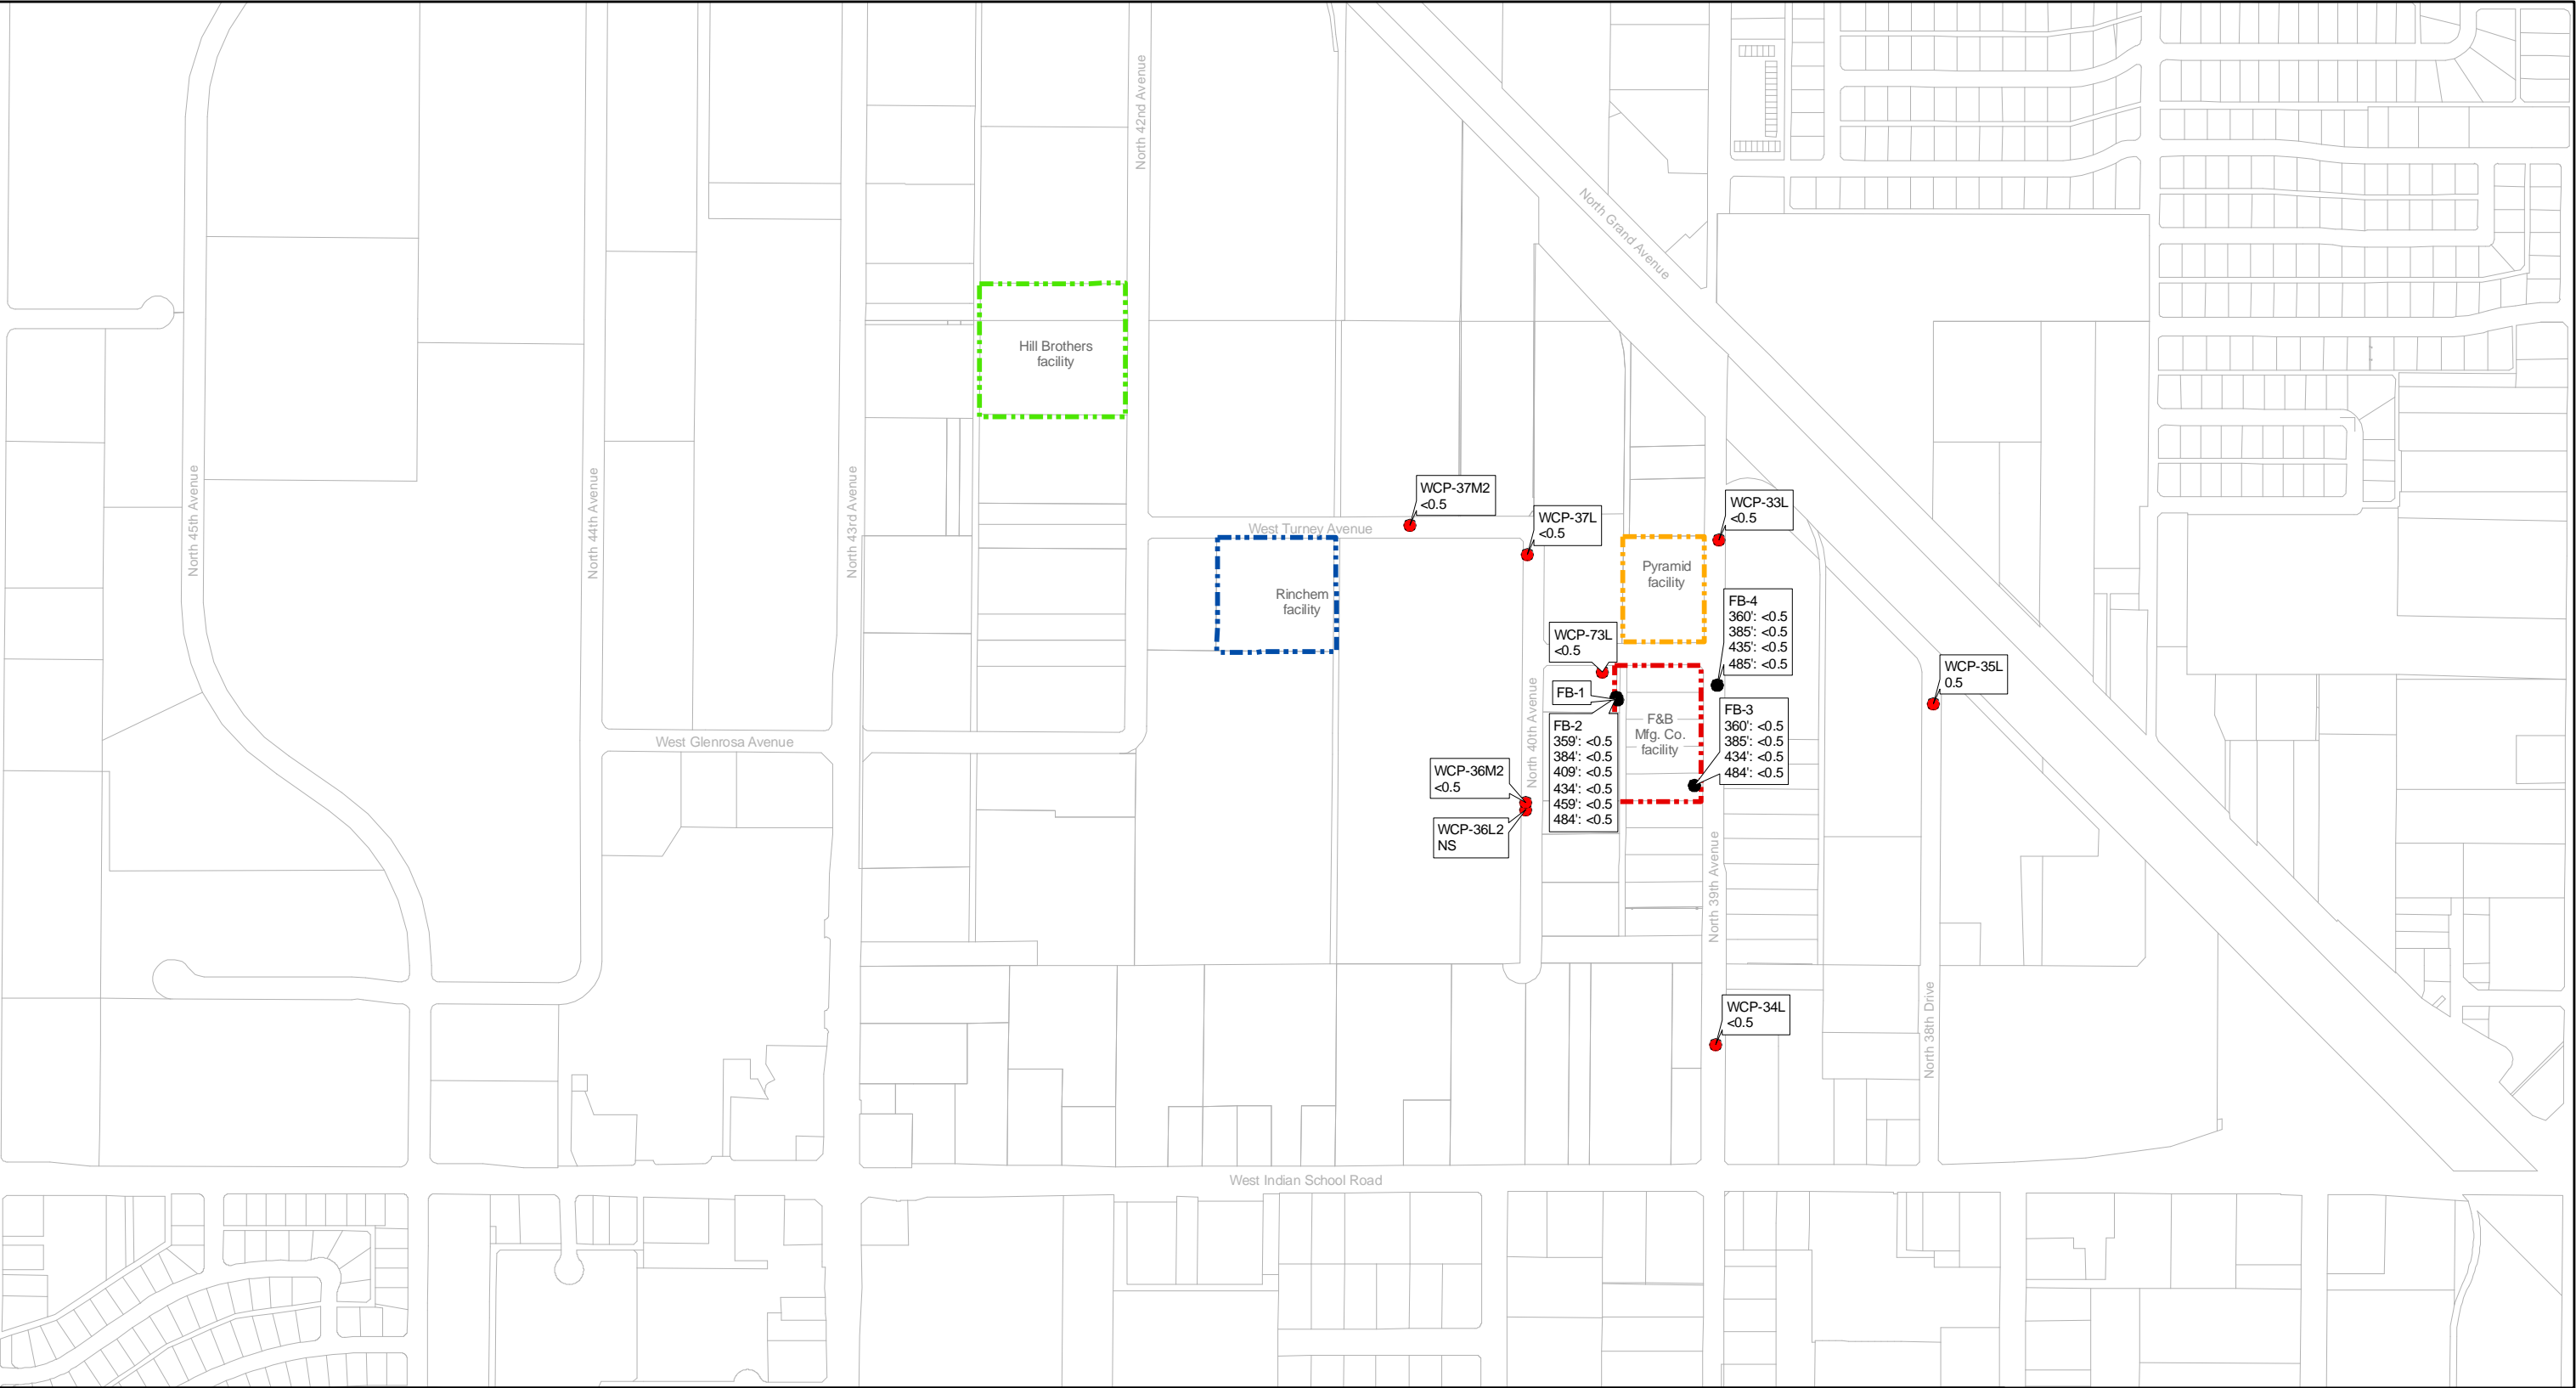 North 42nd Avenue
North Grand Avenue
Hill Brothers
facility
North 45th Avenue
North 44th Avenue
North 43rd Avenue
WCP-37M2
<0.5
WCP-37L
<0.5
WCP-33L
<0.5
West Turney Avenue
Rinchem
facility
Pyramid
facility
FB-4
360': <0.5
385': <0.5
435': <0.5
485': <0.5
WCP-73L
<0.5
WCP-35L
0.5
FB-1
North 40th Avenue
FB-2
359': <0.5
384': <0.5
409': <0.5
434': <0.5
459': <0.5
484': <0.5
F&B
Mfg. Co.
facility
FB-3
360': <0.5
385': <0.5
434': <0.5
484': <0.5
West Glenrosa Avenue
WCP-36M2
<0.5
WCP-36L2
NS
North 39th Avenue
WCP-34L
<0.5
North 38th Drive
West Indian School Road